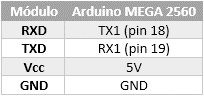 Módulo Arduino MEGA 2560
RXD TX1 (pin 18)
TXD RX1 (pin 19)
Vcc 5V
GND GND